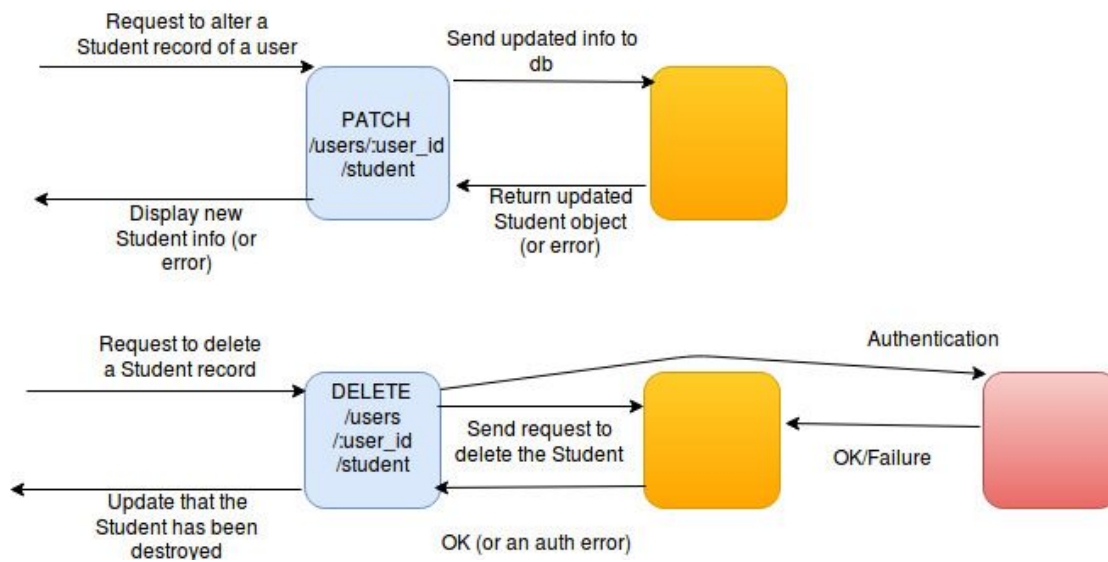 Request to alter a
Student record of a user
Send updated info to
db
PATCH
/users/:user_id
/student
Display new
Student info (or
error)
Return updated
Student object
(or error)
Request to delete
a Student record
Authentication
DELETE
/users
/:user_id
/student
Send request to
delete the Student
OK/Failure
Update that the
Student has been
destroyed
OK (or an auth error)